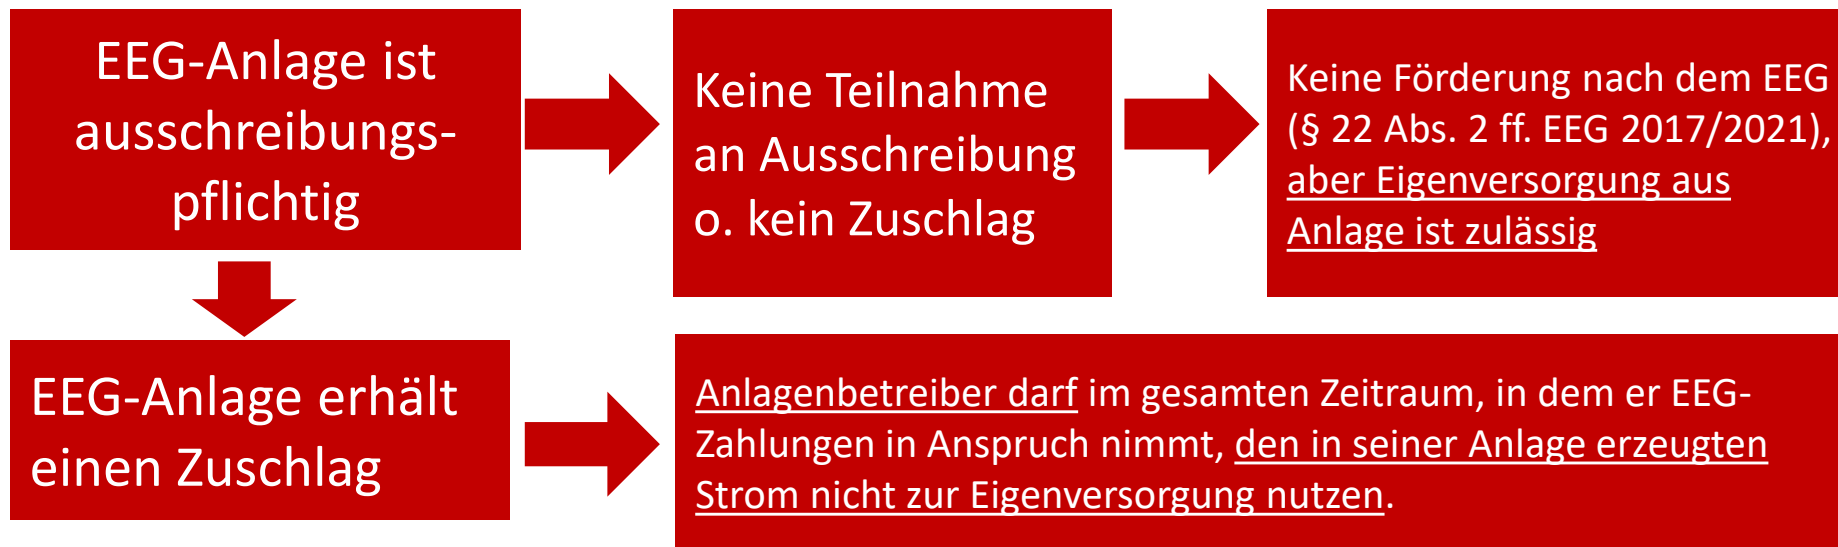 EEG-Anlage ist
ausschreibungs-
pflichtig
Keine Teilnahme
an Ausschreibung
o. kein Zuschlag
Keine Förderung nach dem EEG
(§ 22 Abs. 2 ff. EEG 2017/2021),
aber Eigenversorgung aus
Anlage ist zulässig
EEG-Anlage erhält
einen Zuschlag
Anlagenbetreiber darf im gesamten Zeitraum, in dem er EEG-
Zahlungen in Anspruch nimmt, den in seiner Anlage erzeugten
Strom nicht zur Eigenversorgung nutzen.